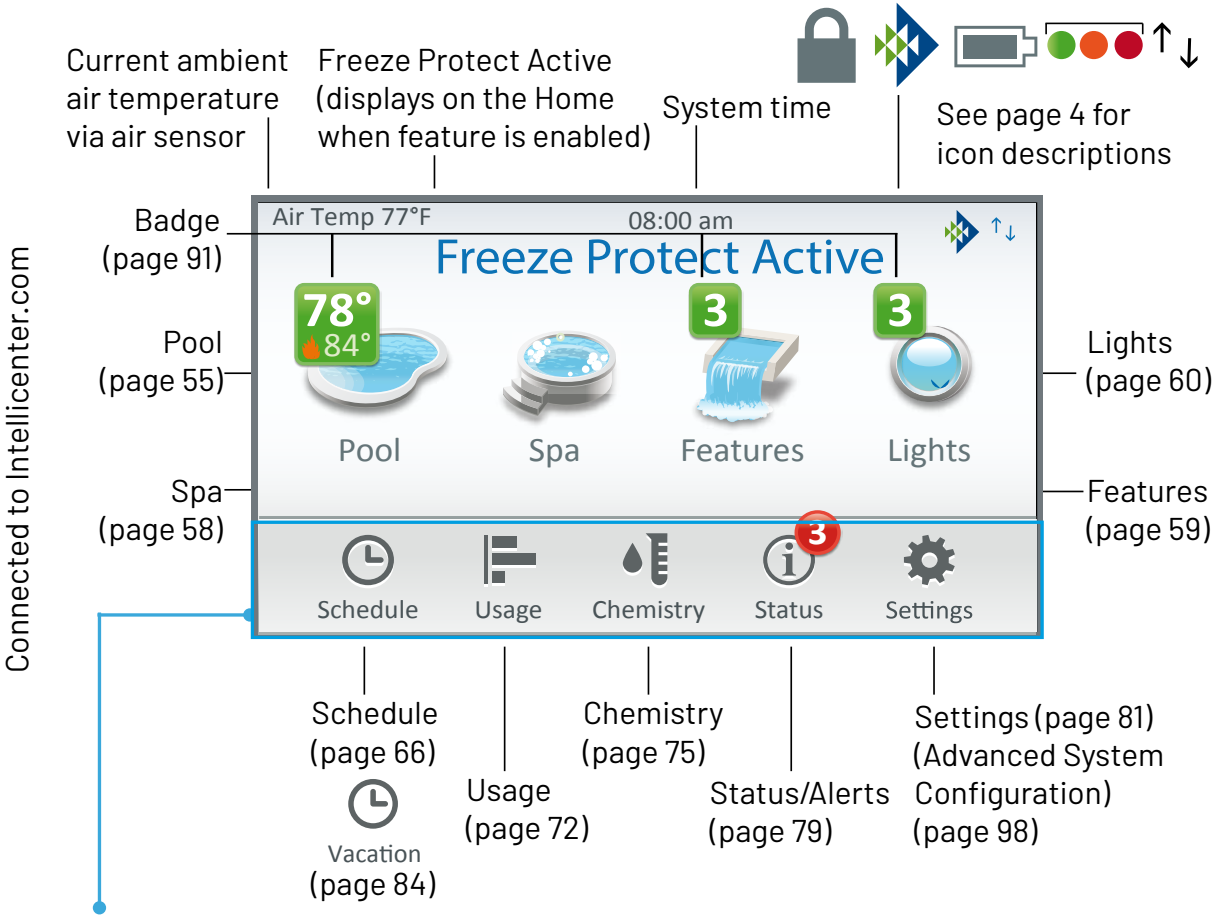 Current ambient
air temperature
via air sensor
Freeze Protect Active
(displays on the Home
when feature is enabled)
System time
See page 4 for
icon descriptions
Badge
(page 91)
Pool
(page 55)
Spa
(page 58)
Connected to Intellicenter.com
Air Temp 77°F
08:00 am
Freeze Protect Active
78°
84°
3
3
Pool
Spa
Features
Lights
Lights
(page 60)
Features
(page 59)
3
Schedule
Usage
Chemistry
Status
Settings
Schedule
(page 66)
Vacation
(page 84)
Usage
(page 72)
Chemistry
(page 75)
Status/Alerts
(page 79)
Settings (page 81)
(Advanced System
Configuration)
(page 98)